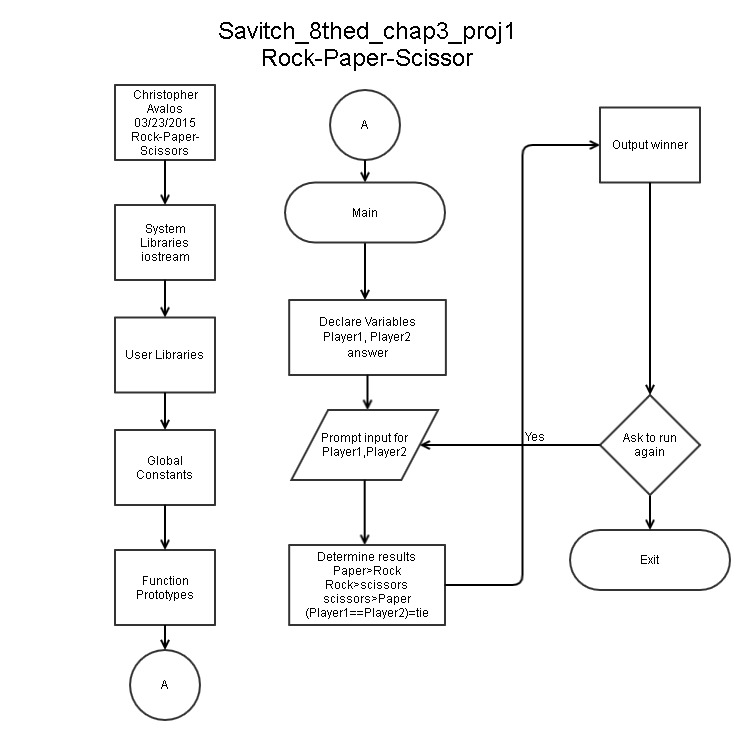 Savitch_8thed_chap3_proj1
Rock-Paper-Scissor
Christopher
Avalos
03/23/2015
Rock-Paper-
Scissors
System
Libraries
iostream
User Libraries
Global
Constants
Function
Prototypes
A
A
Main
Declare Variables
Player1, Player2
answer
Prompt input for
Player1,Player2
Determine results
Paper>Rock
Rock>scissors
scissors>Paper
(Player1==Player2)=tie
Output winner
Ask to run
again
Yes
Exit